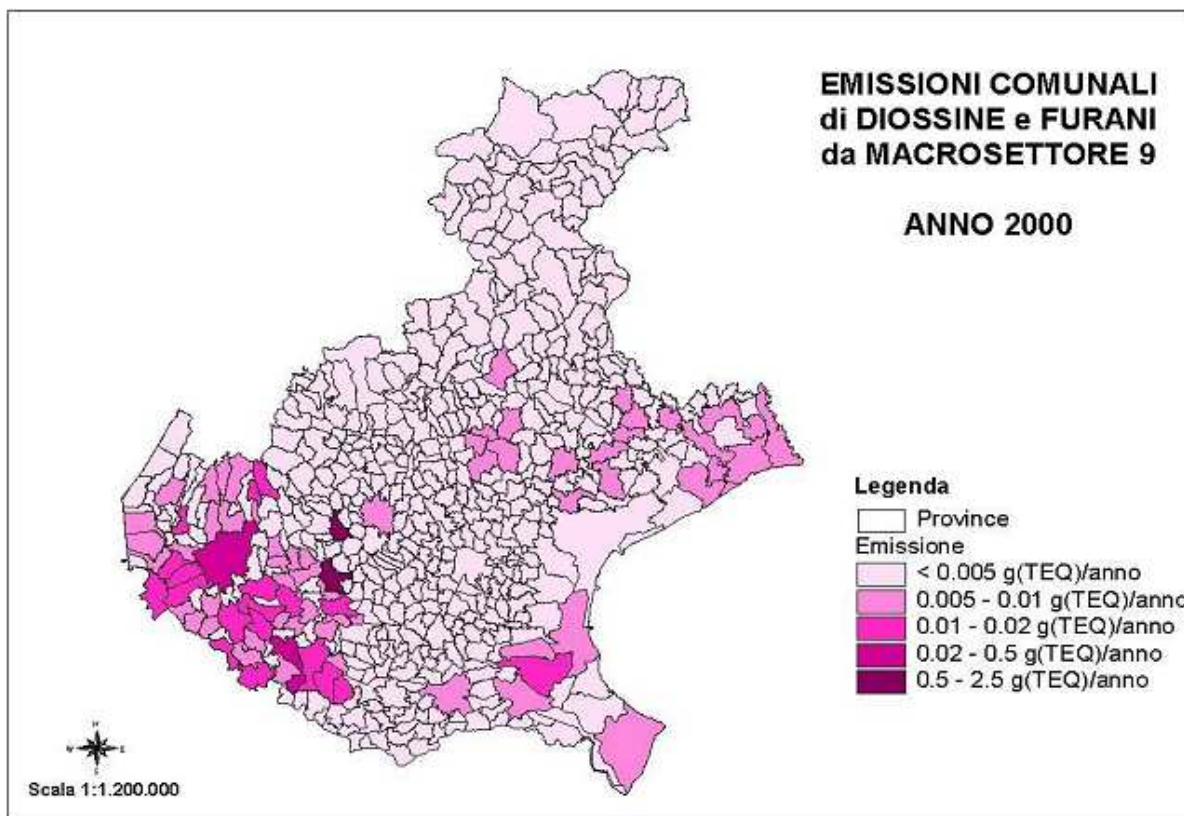 EMISSIONI COMUNALI
di DIOSSINE e FURANI
da MACROSETTORE 9
ANNO 2000
Legenda
Province
Emissione
< 0.005 g(TEQ)/anno
0.005 - 0.01 g(TEQ)/anno
0.01 - 0.02 g(TEQ)/anno
0.02 - 0.5 g(TEQ)/anno
0.5 - 2.5 g(TEQ)/anno
Scala 1:1.200.000